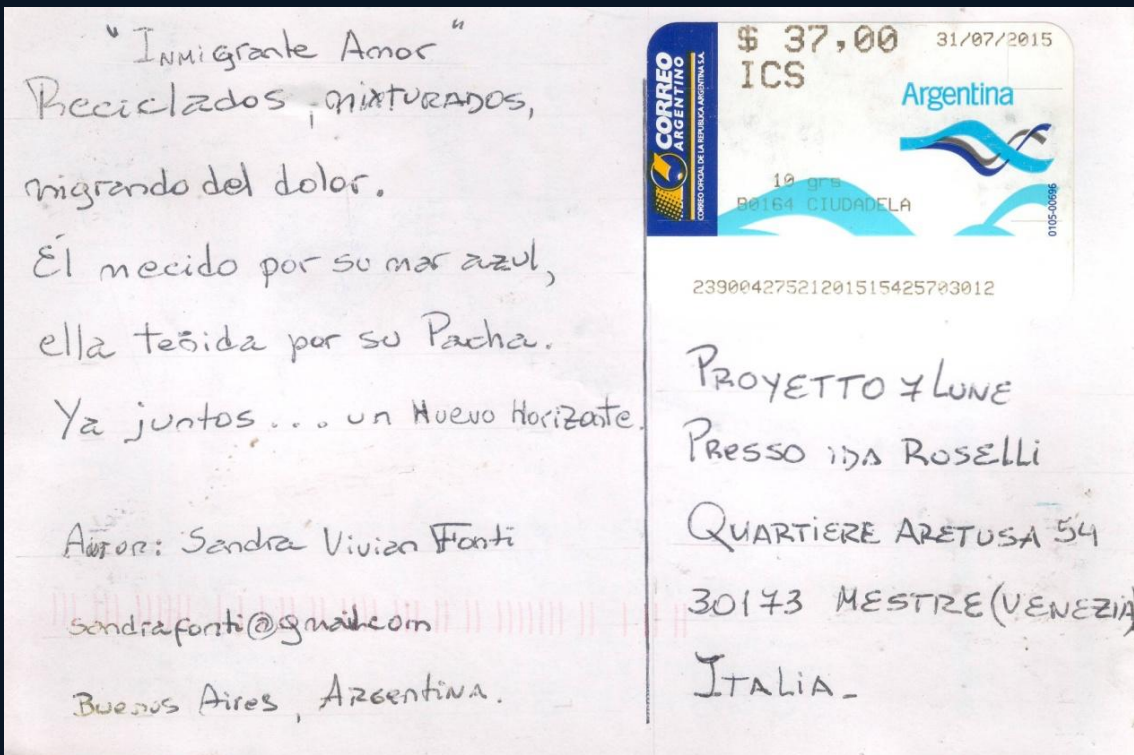 "Inmigrante Amor"
Reciclados, mixturados,
migrando del dolor.
Él mecido por su mar azul,
ella teñida por su Pacha.
Ya juntos... un Nuevo Horizonte.
Autor: Sandra Vivian Fonti
sandrafonti@gmail.com
Buenos Aires, Argentina.
$ 37,00 31/07/2015
ICS
CORREO
ARGENTINO
CORREO OFICIAL DE LA REPUBLICA ARGENTINA S.A.
Argentina
10 grs
B0164 CIUDADELA
0105-00696
23900427521201515425703012
PROYETTO 7 LUNE
PRESSO IDA ROSELLI
QUARTIERE ARETUSA 54
30173 MESTRE (VENEZIA)
ITALIA-